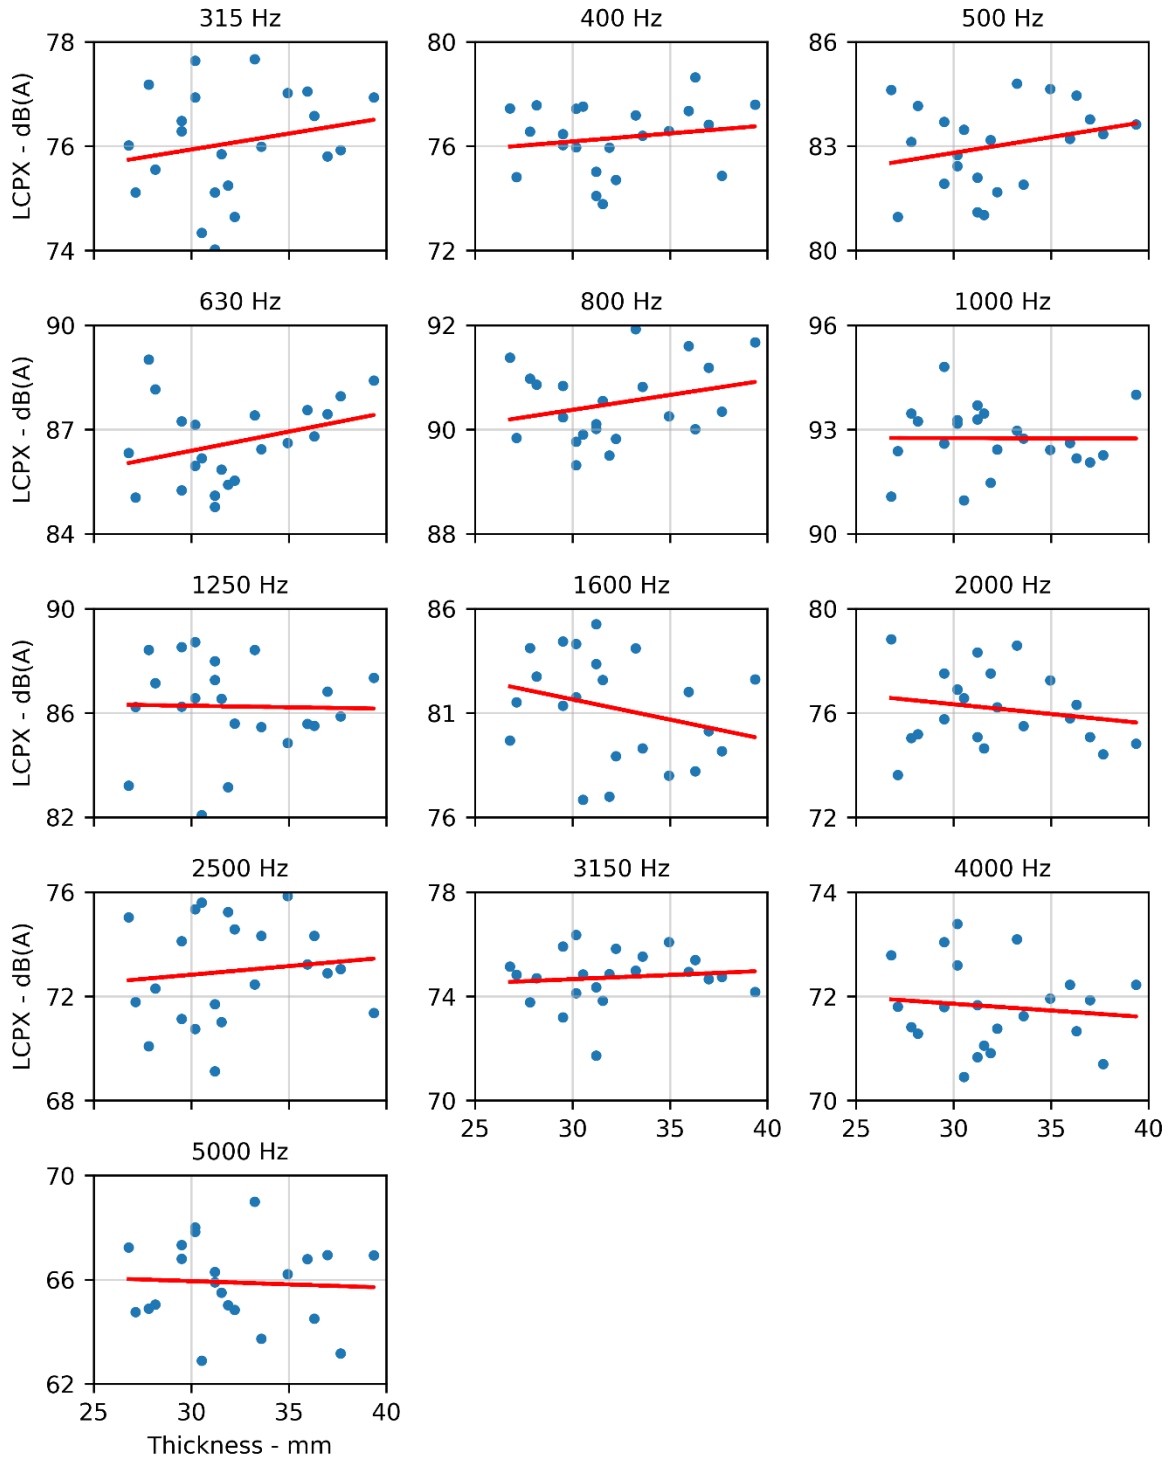 315 Hz
400 Hz
500 Hz
LCPX - dB(A)
78
76
74
80
76
72
86
83
80
630 Hz
800 Hz
1000 Hz
LCPX - dB(A)
90
87
84
92
90
88
96
93
90
1250 Hz
1600 Hz
2000 Hz
LCPX - dB(A)
90
86
82
86
81
76
80
76
72
2500 Hz
3150 Hz
4000 Hz
LCPX - dB(A)
76
72
68
78
74
70
74
72
70
25 30 35 40
25 30 35 40
5000 Hz
70
66
62
25 30 35 40
Thickness - mm